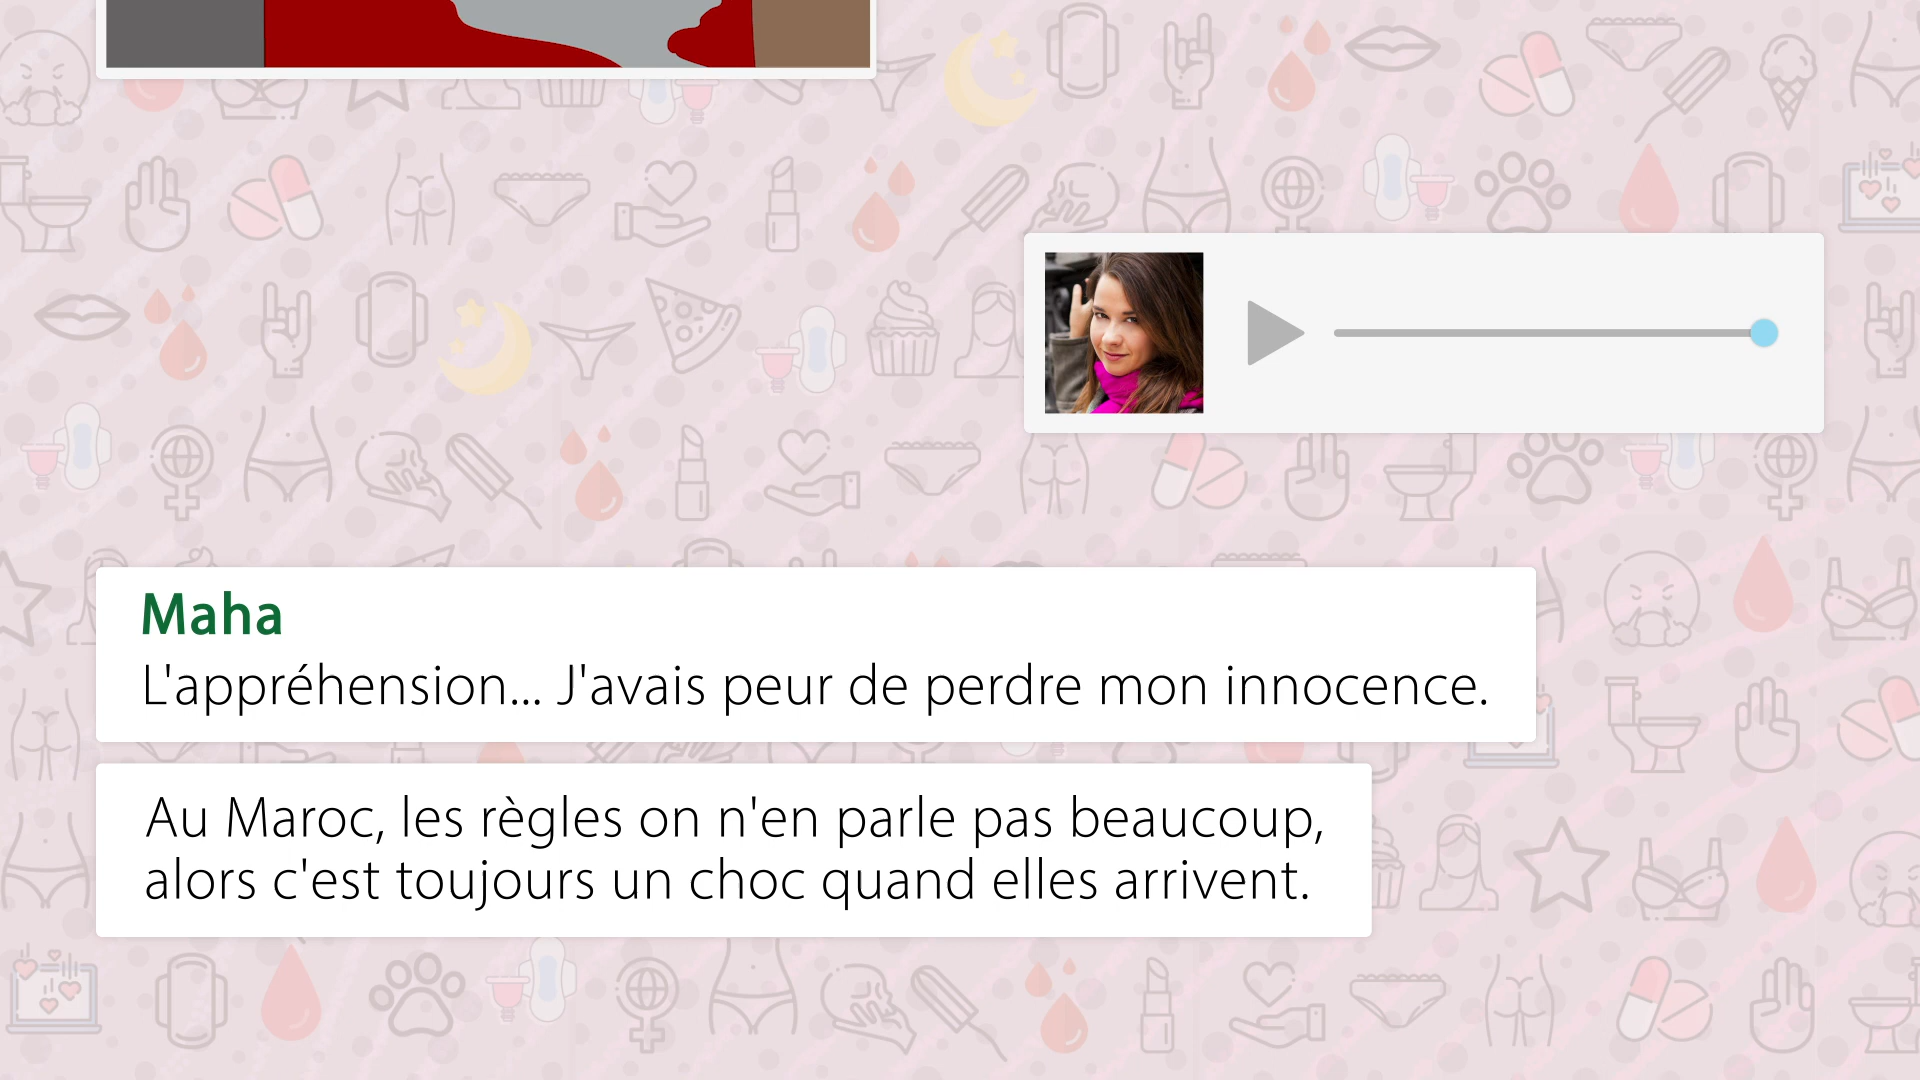 Maha
L'appréhension... J'avais peur de perdre mon innocence.
Au Maroc, les règles on n'en parle pas beaucoup,
alors c'est toujours un choc quand elles arrivent.